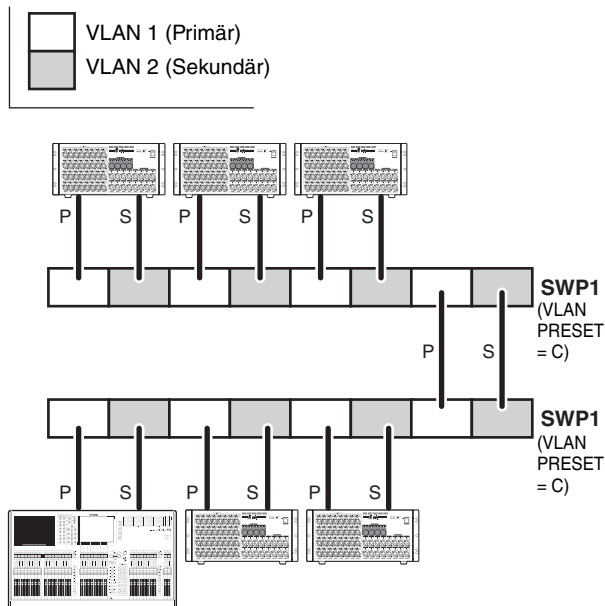 VLAN 1 (Primär)
VLAN 2 (Sekundär)
P S P S P S
SWP1
(VLAN
PRESET
= C)
P S
SWP1
(VLAN
PRESET
= C)
P S P S P S